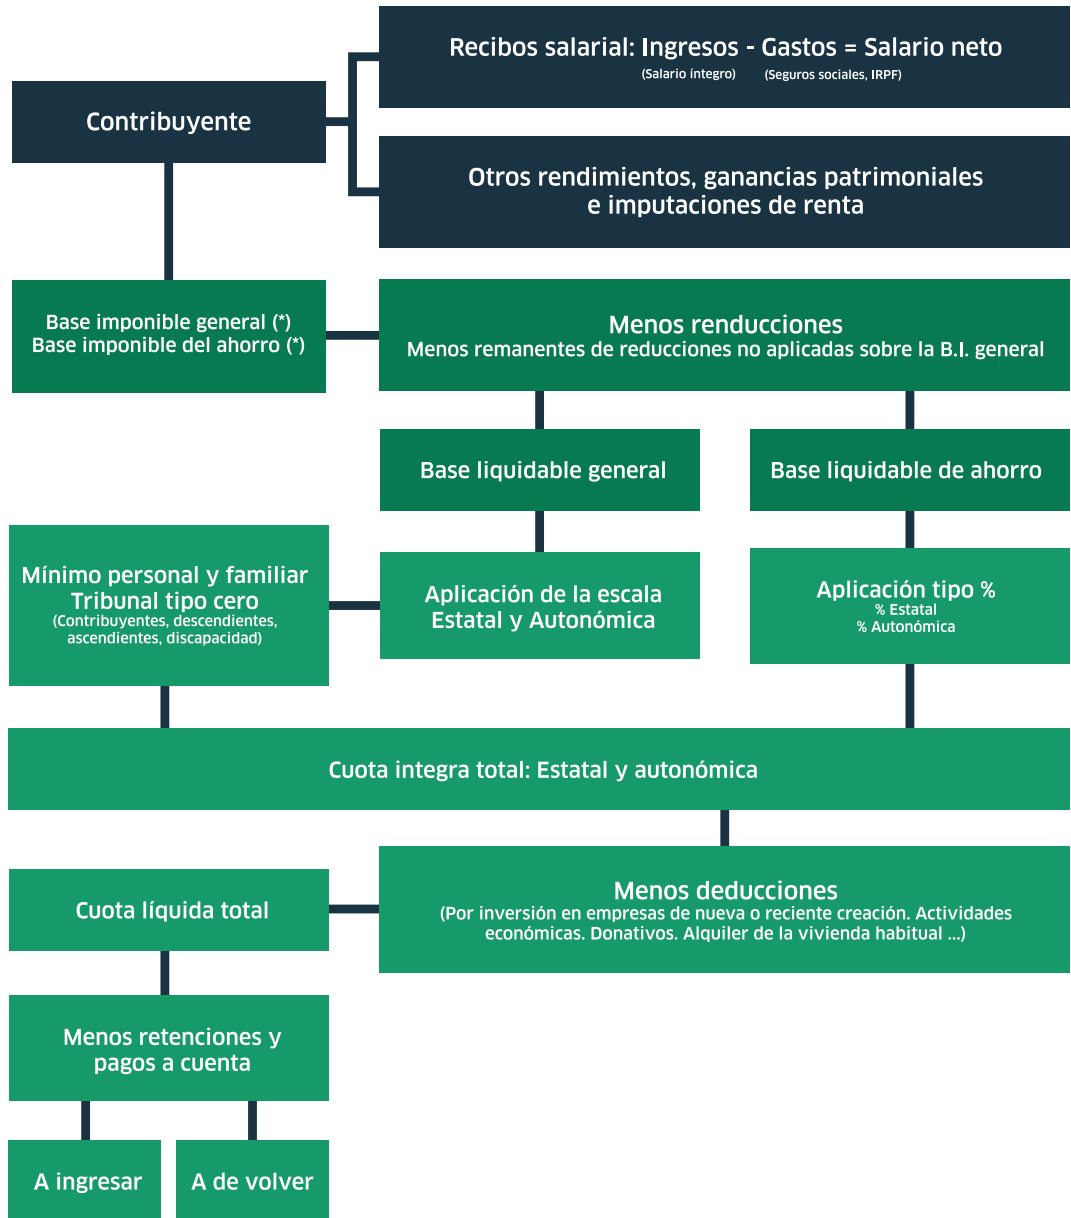 Recibos salarial: Ingresos - Gastos = Salario neto
(Salario íntegro) (Seguros sociales, IRPF)
Contribuyente
Otros rendimientos, ganancias patrimoniales
e imputaciones de renta
Base imponible general (*)
Base imponible del ahorro (*)
Menos renducciones
Menos remanentes de reducciones no aplicadas sobre la B.I. general
Base liquidable general
Base liquidable de ahorro
Mínimo personal y familiar
Tribunal tipo cero
(Contribuyentes, descendientes,
ascendientes, discapacidad)
Aplicación de la escala
Estatal y Autonómica
Aplicación tipo %
% Estatal
% Autonómica
Cuota integra total: Estatal y autonómica
Menos deducciones
(Por inversión en empresas de nueva o reciente creación. Actividades
económicas. Donativos. Alquiler de la vivienda habitual ...)
Cuota líquida total
Menos retenciones y
pagos a cuenta
A ingresar
A de volver